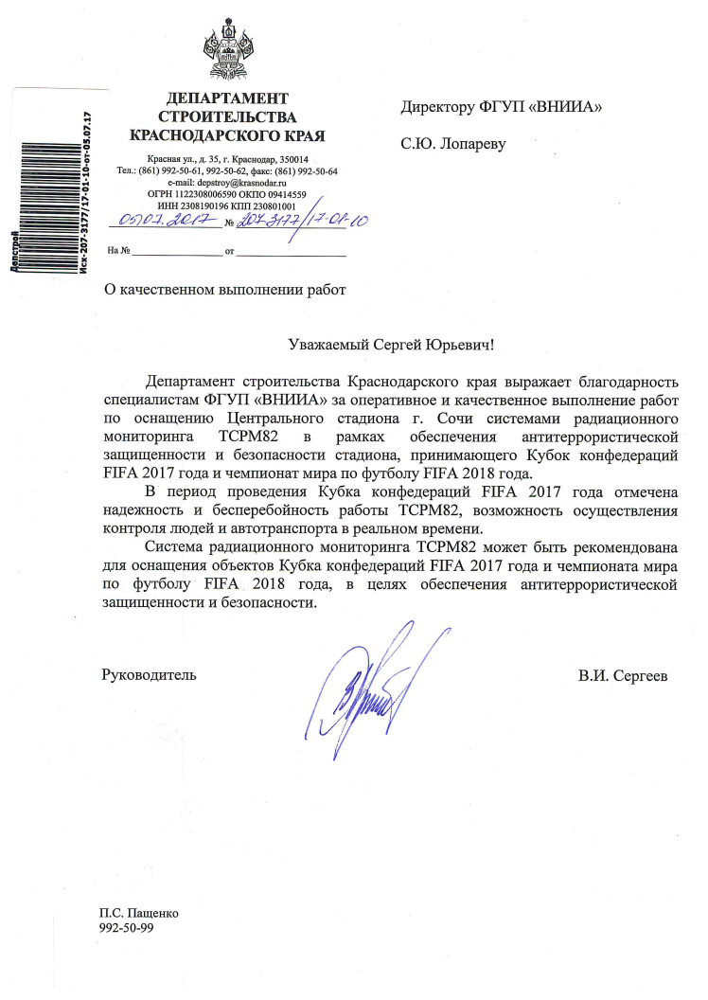 ДЕПАРТАМЕНТ
СТРОИТЕЛЬСТВА
КРАСНОДАРСКОГО КРАЯ
Красная ул., д. 35, г. Краснодар, 350014
Тел.: (861) 992-50-61, 992-50-62, факс: (861) 992-50-64
e-mail: depstroy@krasnodar.ru
ОГРН 1122308006590 ОКПО 09414559
ИНН 2308190196 КПП 230801001
05.07.2017 № 207-3177/17-01-10
На № от
Депстрой
Исх-207-3177/17-01-10-от-05.07.17
Директору ФГУП «ВНИИА»
С.Ю. Лопареву
О качественном выполнении работ
Уважаемый Сергей Юрьевич!
Департамент строительства Краснодарского края выражает благодарность
специалистам ФГУП «ВНИИА» за оперативное и качественное выполнение работ
по оснащению Центрального стадиона г. Сочи системами радиационного
мониторинга ТСРМ82 в рамках обеспечения антитеррористической
защищенности и безопасности стадиона, принимающего Кубок конфедераций
FIFA 2017 года и чемпионат мира по футболу FIFA 2018 года.
В период проведения Кубка конфедераций FIFA 2017 года отмечена
надежность и бесперебойность работы ТСРМ82, возможность осуществления
контроля людей и автотранспорта в реальном времени.
Система радиационного мониторинга ТСРМ82 может быть рекомендована
для оснащения объектов Кубка конфедераций FIFA 2017 года и чемпионата мира
по футболу FIFA 2018 года, в целях обеспечения антитеррористической
защищенности и безопасности.
Руководитель
В.И. Сергеев
П.С. Пащенко
992-50-99